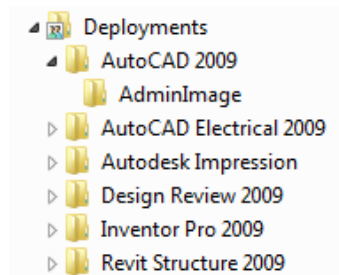 Deployments
AutoCAD 2009
AdminImage
AutoCAD Electrical 2009
Autodesk Impression
Design Review 2009
Inventor Pro 2009
Revit Structure 2009